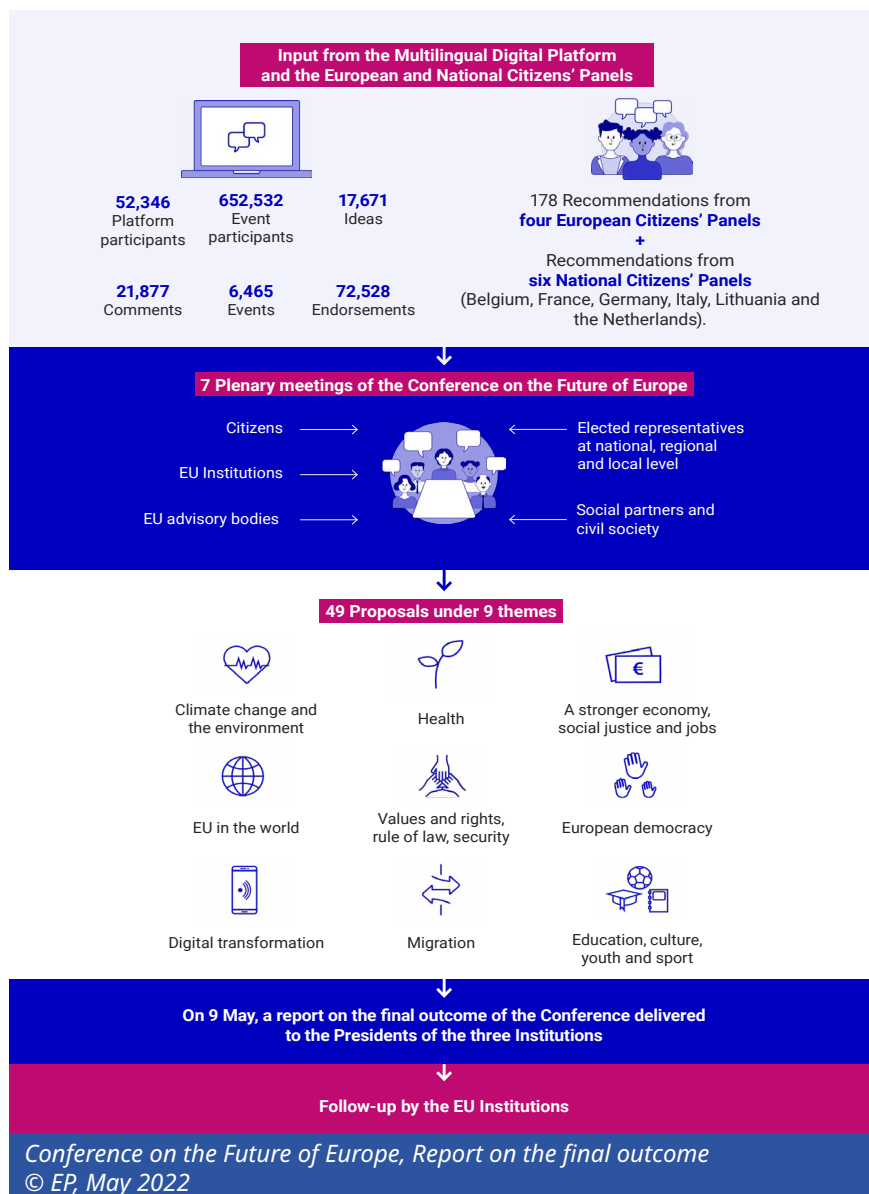 Input from the Multilingual Digital Platform
and the European and National Citizens' Panels
52,346
Platform
participants
652,532
Event
participants
17,671
Ideas
21,877
Comments
6,465
Events
72,528
Endorsements
178 Recommendations from
four European Citizens' Panels
+
Recommendations from
six National Citizens' Panels
(Belgium, France, Germany, Italy, Lithuania and
the Netherlands).
7 Plenary meetings of the Conference on the Future of Europe
Citizens
EU Institutions
EU advisory bodies
Elected representatives
at national, regional
and local level
Social partners and
civil society
49 Proposals under 9 themes
Climate change and
the environment
Health
€
A stronger economy,
social justice and jobs
EU in the world
Values and rights,
rule of law, security
European democracy
Digital transformation
Migration
Education, culture,
youth and sport
On 9 May, a report on the final outcome of the Conference delivered
to the Presidents of the three Institutions
Follow-up by the EU Institutions
Conference on the Future of Europe, Report on the final outcome
© EP, May 2022